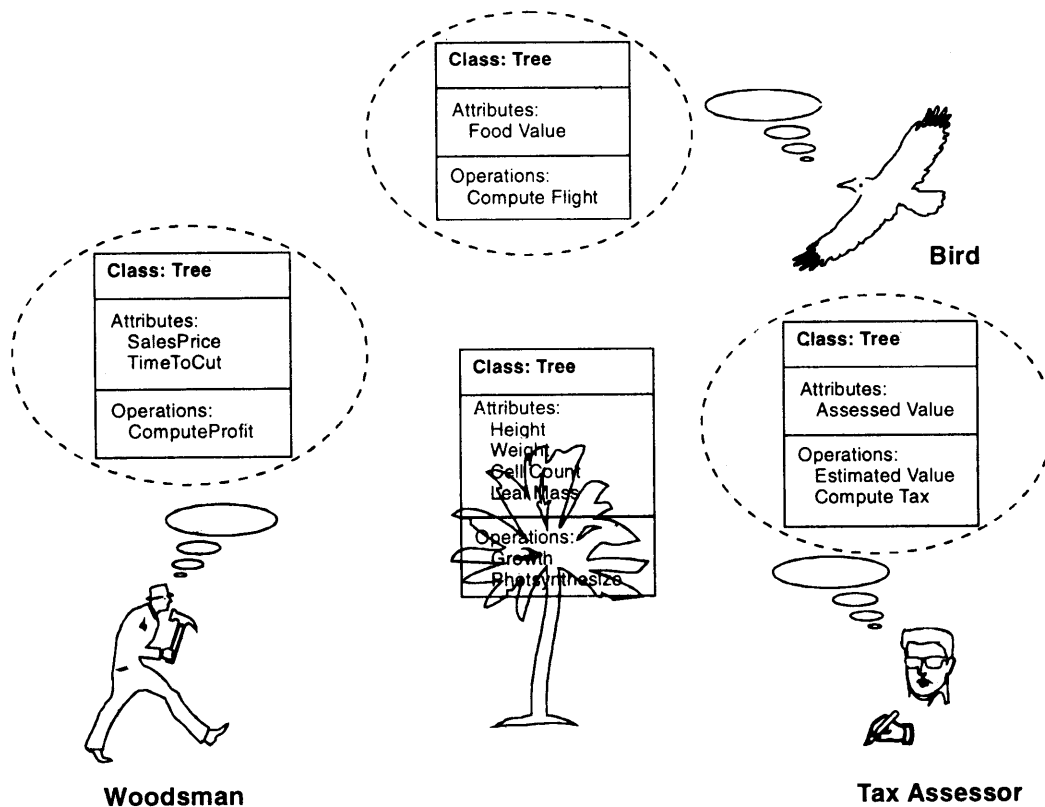 Class: Tree
Attributes:
Food Value
Operations:
Compute Flight
Bird
Class: Tree
Attributes:
SalesPrice
TimeToCut
Operations:
ComputeProfit
Woodsman
Class: Tree
Attributes:
Height
Weight
Cell Count
Leaf Mass
Operations:
Growth
Photsynthesize
Class: Tree
Attributes:
Assessed Value
Operations:
Estimated Value
Compute Tax
Tax Assessor